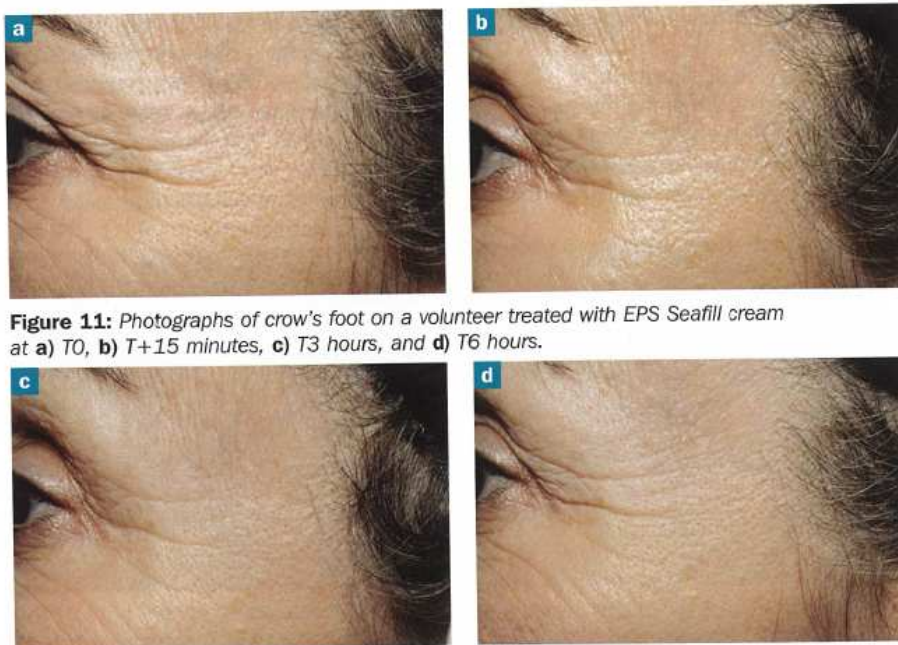 a
b
Figure 11: Photographs of crow's foot on a volunteer treated with EPS Seafill cream
at a) T0, b) T+15 minutes, c) T3 hours, and d) T6 hours.
c
d